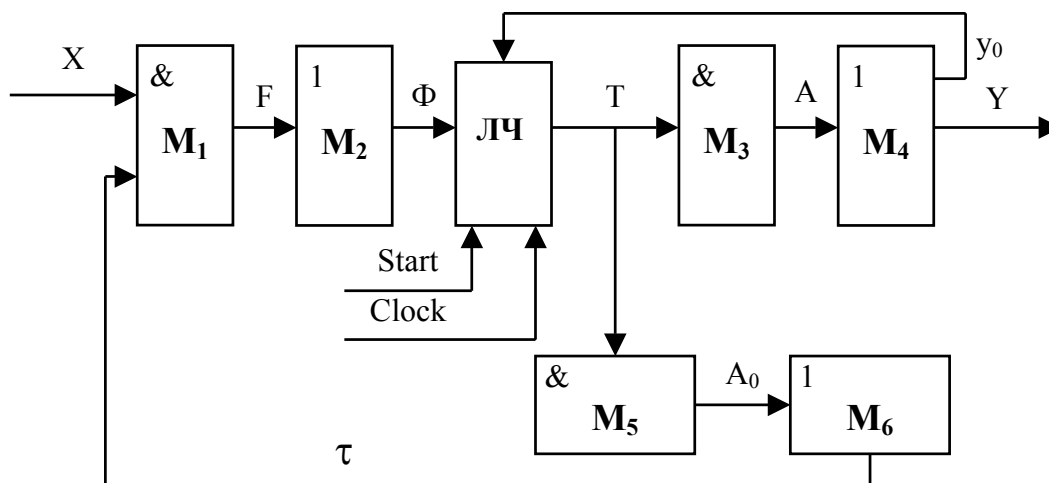 y₀
X
&
M₁
F
1
M₂
Φ
ЛЧ
T
&
M₃
A
1
M₄
Y
Start
Clock
&
M₅
A₀
1
M₆
τ